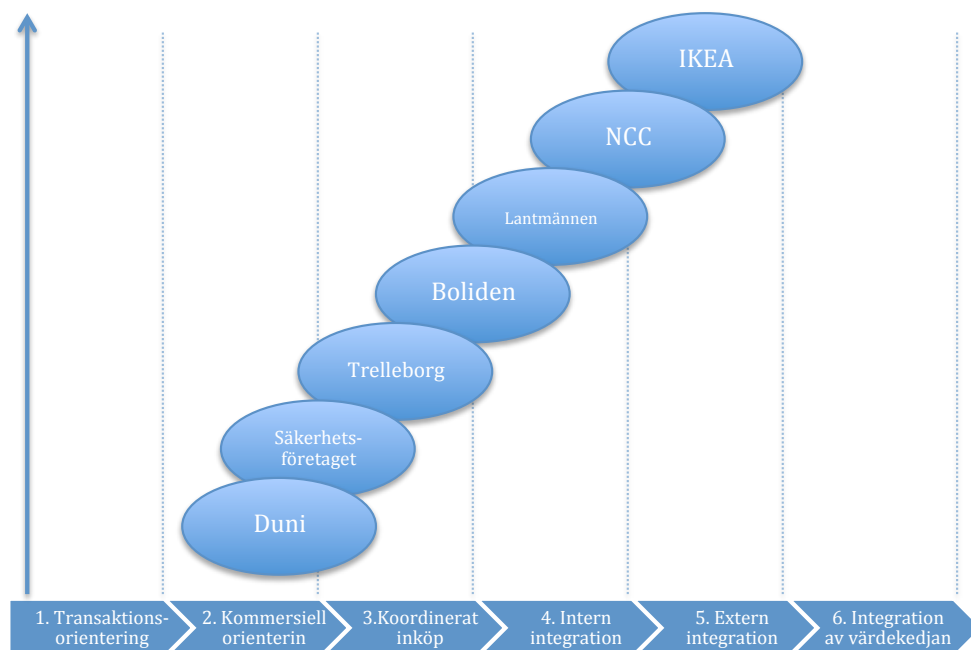 IKEA
NCC
Lantmännen
Boliden
Trelleborg
Säkerhets-
företaget
Duni
1. Transaktions-
orientering
2. Kommersiell
orienterin
3.Koordinerat
inköp
4. Intern
integration
5. Extern
integration
6. Integration
av värdekedjan